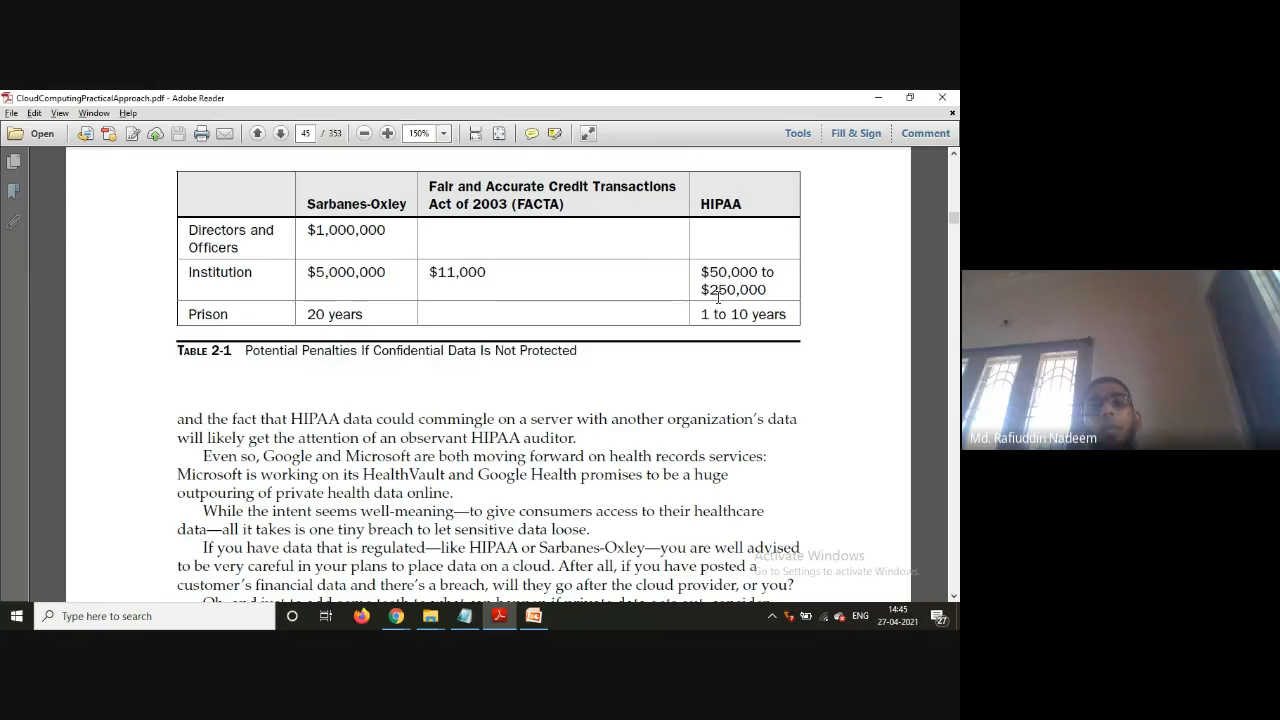 CloudComputingPracticalApproach.pdf - Adobe Reader
File Edit View Window Help
Open 45 / 353 150% Tools Fill & Sign Comment
Sarbanes-Oxley Fair and Accurate Credit Transactions Act of 2003 (FACTA) HIPAA
Directors and Officers $1,000,000
Institution $5,000,000 $11,000 $50,000 to $250,000
Prison 20 years 1 to 10 years
TABLE 2-1 Potential Penalties If Confidential Data Is Not Protected
and the fact that HIPAA data could commingle on a server with another organization's data
will likely get the attention of an observant HIPAA auditor.
Even so, Google and Microsoft are both moving forward on health records services:
Microsoft is working on its HealthVault and Google Health promises to be a huge
outpouring of private health data online.
While the intent seems well-meaning—to give consumers access to their healthcare
data—all it takes is one tiny breach to let sensitive data loose.
If you have data that is regulated—like HIPAA or Sarbanes-Oxley—you are well advised
to be very careful in your plans to place data on a cloud. After all, if you have posted a
customer's financial data and there's a breach, will they go after the cloud provider, or you?
Activate Windows
Go to Settings to activate Windows.
Type here to search
ENG
14:45
27-04-2021
27
Md. Rafiuddin Nadeem